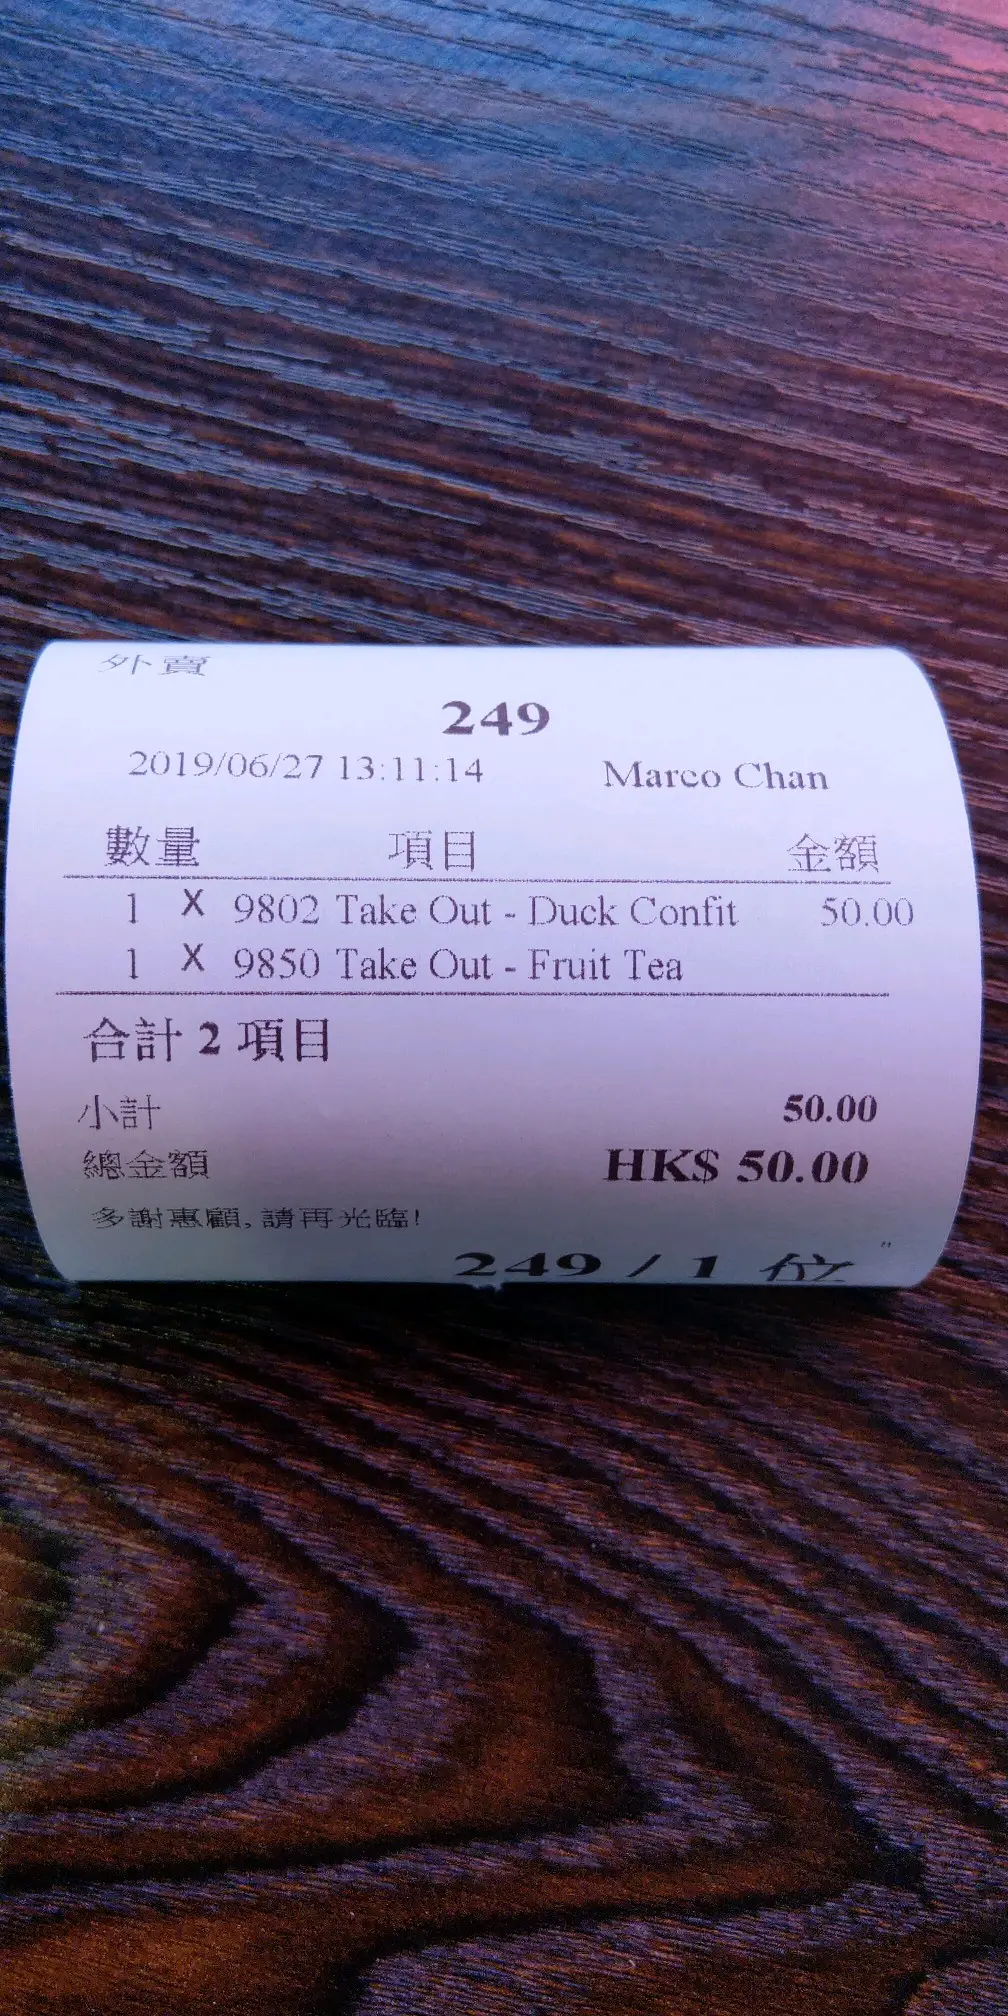 外賣
249
2019/06/27 13:11:14 Marco Chan
數量 項目 金額
1 X 9802 Take Out - Duck Confit 50.00
1 X 9850 Take Out - Fruit Tea
合計 2 項目
小計 50.00
總金額 HK$ 50.00
多謝惠顧, 請再光臨!
249 / 1 位